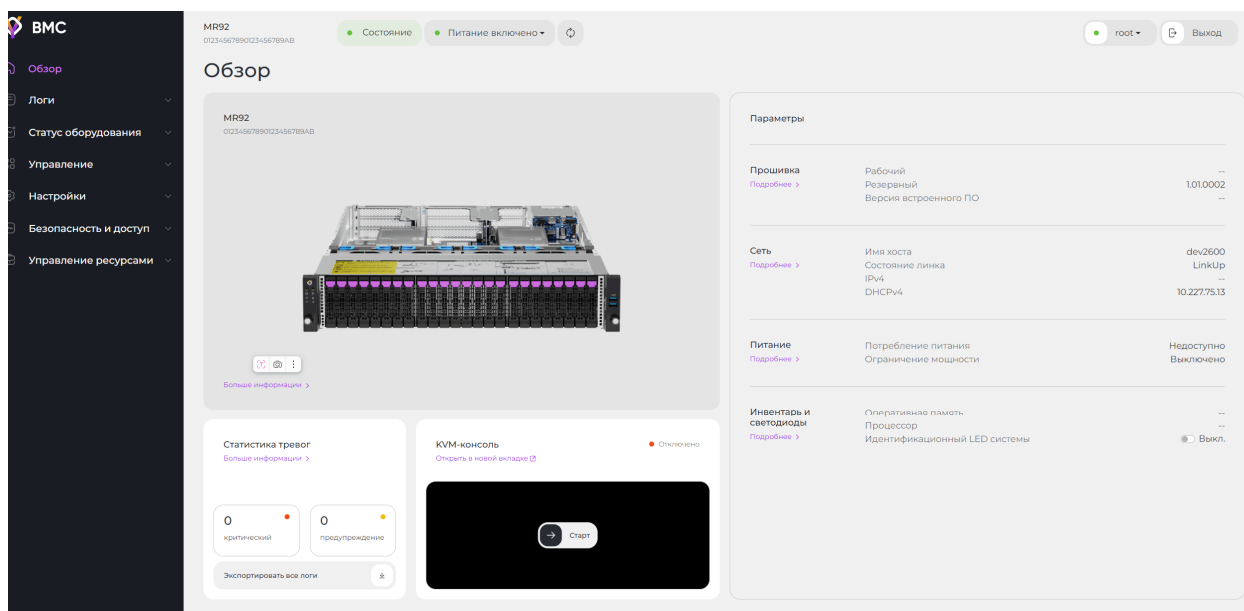 BMC
Обзор
Логи
Статус оборудования
Управление
Настройки
Безопасность и доступ
Управление ресурсами
MR92
01234567890123456789AB
Состояние
Питание включено
root
Выход
Обзор
MR92
01234567890123456789AB
Больше информации
Статистика тревог
Больше информации
0
критический
0
предупреждение
Экспортировать все логи
KVM-консоль
Отключено
Открыть в новой вкладке
Старт
Параметры
Прошивка
Подробнее
Рабочий --
Резервный 1.01.0002
Версия встроенного ПО --
Сеть
Подробнее
Имя хоста dev2600
Состояние линка LinkUp
IPv4 --
DHCPv4 10.227.75.13
Питание
Подробнее
Потребление питания Недоступно
Ограничение мощности Выключено
Инвентарь и
светодиоды
Подробнее
Оперативная память --
Процессор --
Идентификационный LED системы Выкл.